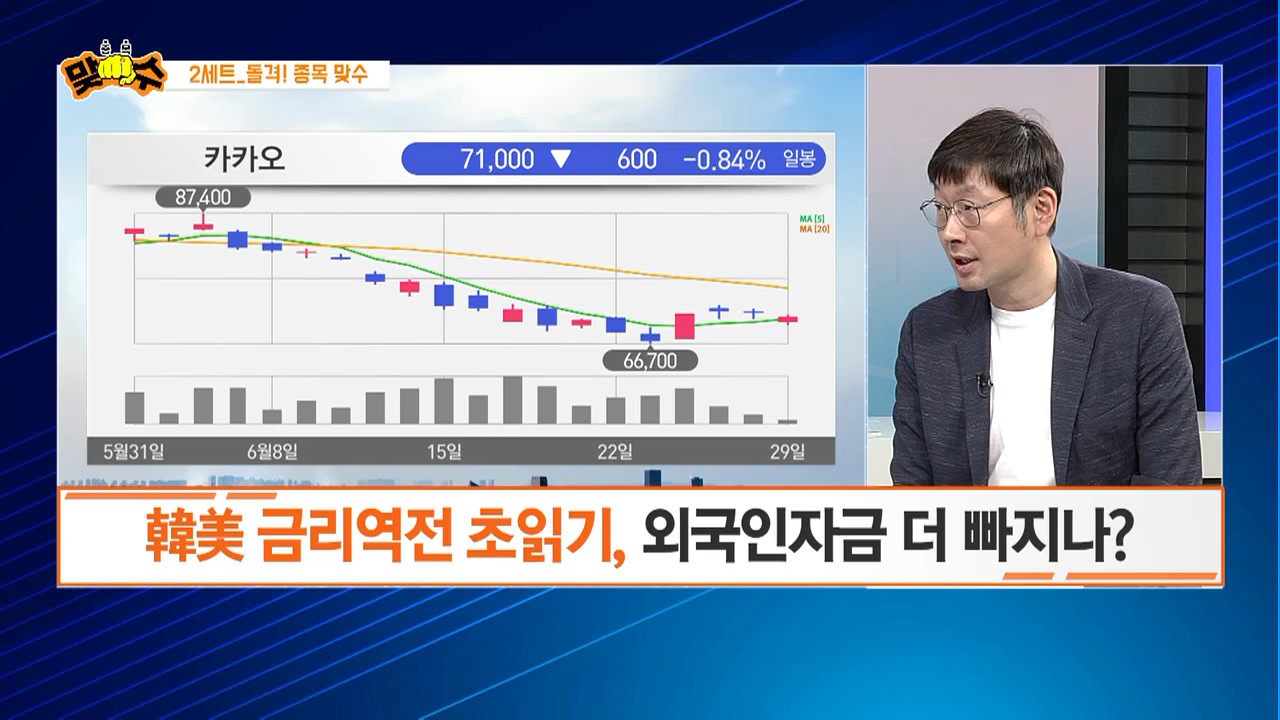 맞수
2세트_돌격! 종목 맞수
카카오
71,000 ▼ 600 -0.84% 일봉
87,400
MA [5]
MA [20]
66,700
5월31일 6월8일 15일 22일 29일
韓美 금리역전 초읽기, 외국인자금 더 빠지나?